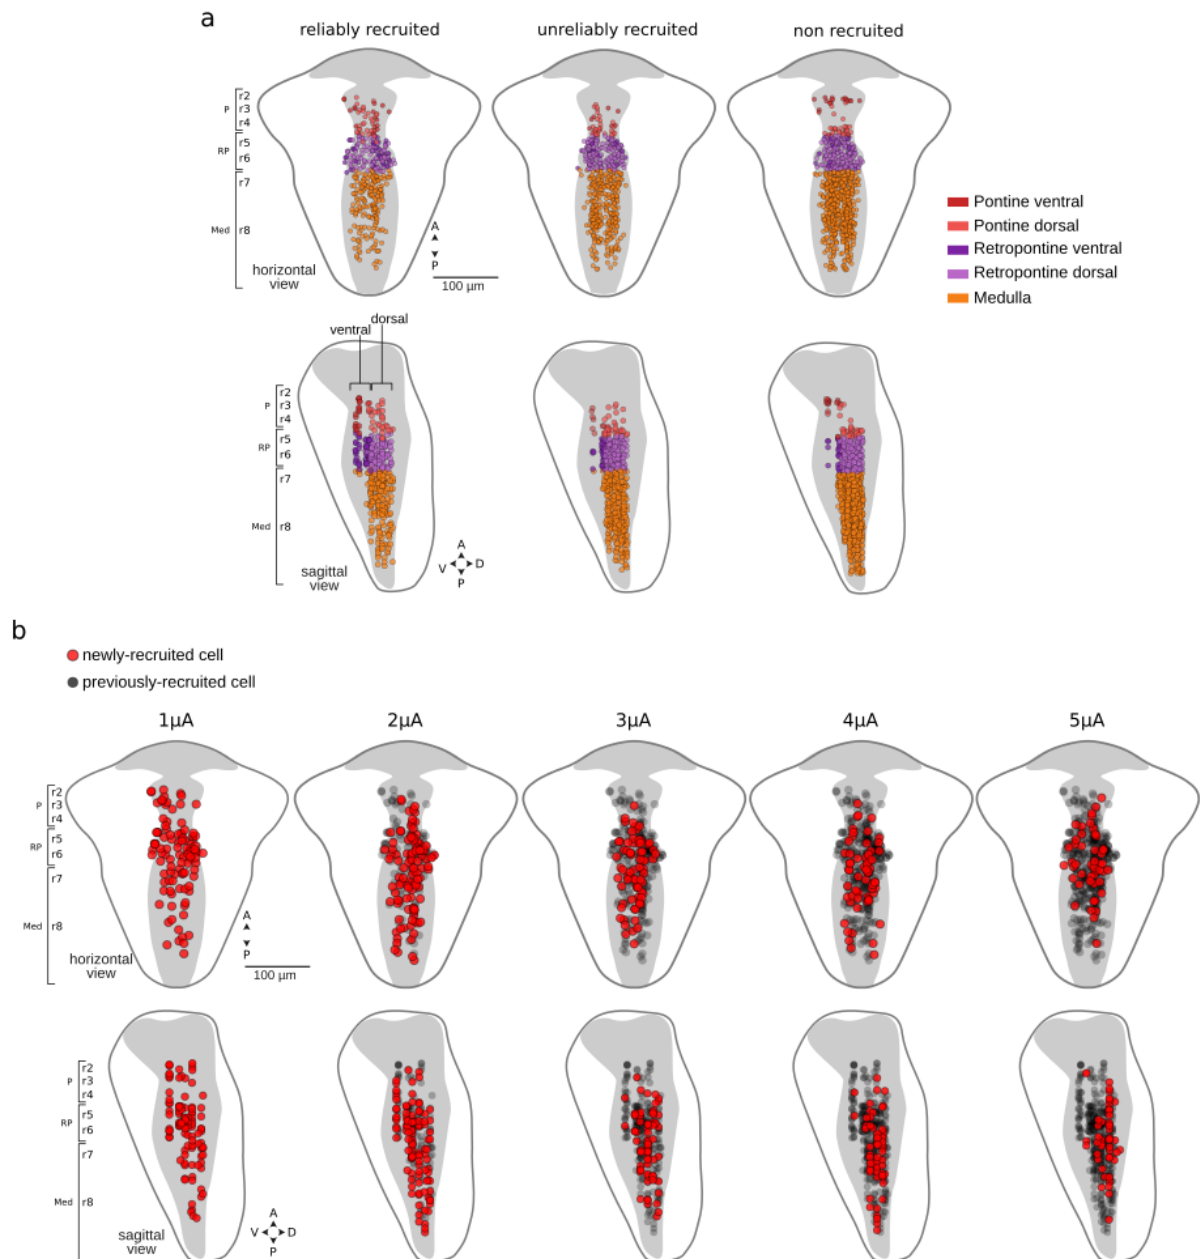 a
reliably recruited
unreliably recruited
non recruited
r2
P
r3
r4
r5
RP
r6
r7
Med
r8
A
P
horizontal
view
100 µm
Pontine ventral
Pontine dorsal
Retropontine ventral
Retropontine dorsal
Medulla
ventral
dorsal
r2
P
r3
r4
r5
RP
r6
r7
Med
r8
sagittal
view
A
V
D
P
b
newly-recruited cell
previously-recruited cell
1µA
2µA
3µA
4µA
5µA
r2
P
r3
r4
r5
RP
r6
r7
Med
r8
A
P
horizontal
view
100 µm
r2
P
r3
r4
r5
RP
r6
r7
Med
r8
sagittal
view
A
V
D
P